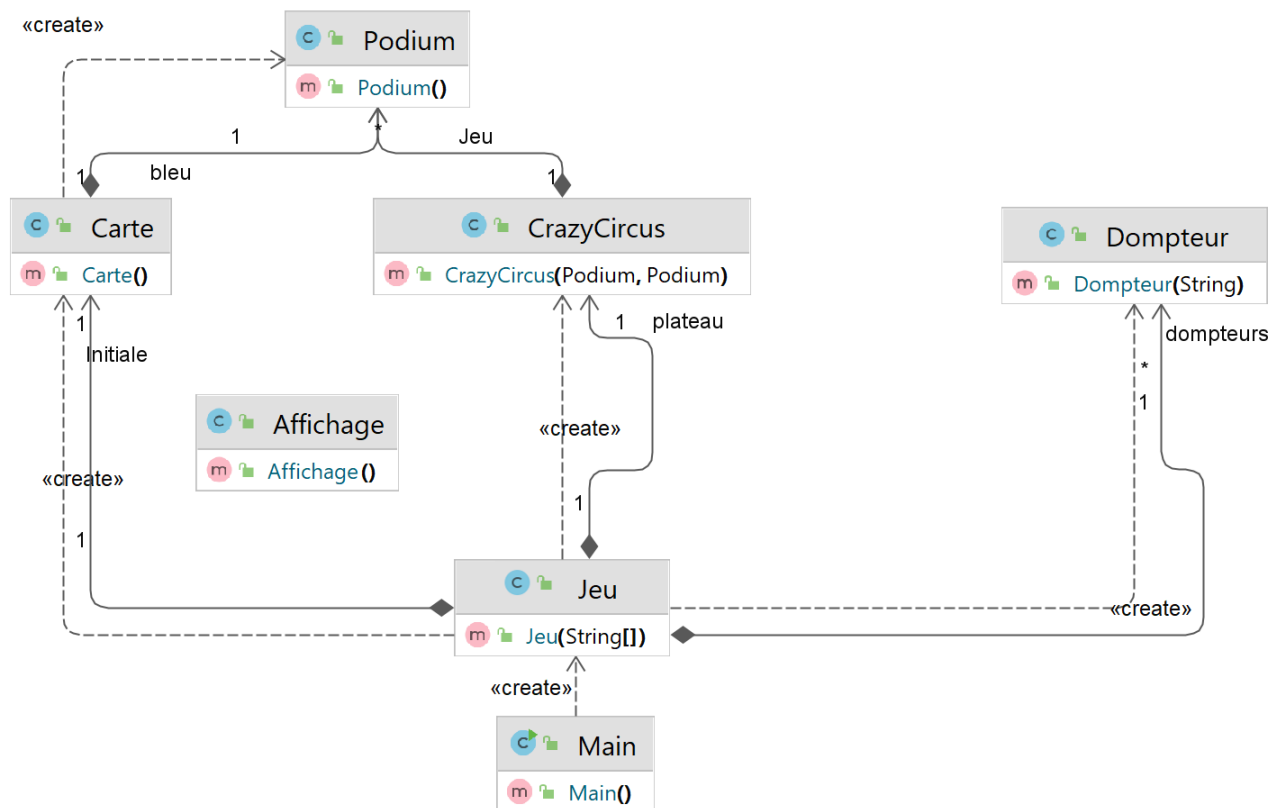 «create»
Podium
Podium()
1
*
Jeu
1
bleu
1
Carte
Carte()
CrazyCircus
CrazyCircus(Podium, Podium)
Dompteur
Dompteur(String)
1
Initiale
1
plateau
dompteurs
*
1
Affichage
Affichage()
«create»
«create»
1
1
Jeu
Jeu(String[])
«create»
«create»
Main
Main()